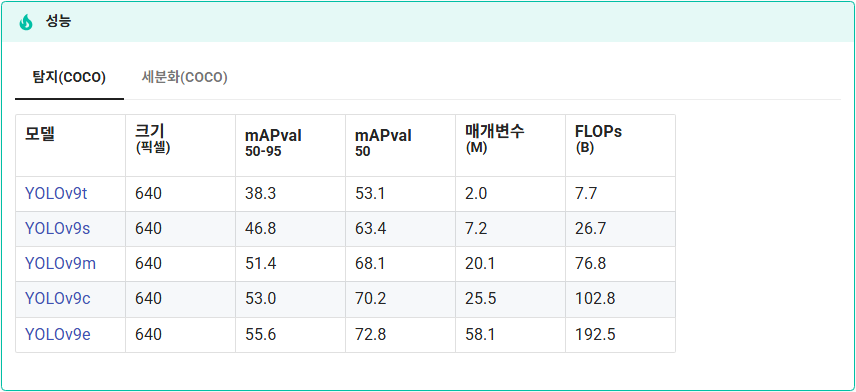 성능
탐지(COCO) 세분화(COCO)
모델 크기 (픽셀) mAPval 50-95 mAPval 50 매개변수 (M) FLOPs (B)
YOLOv9t 640 38.3 53.1 2.0 7.7
YOLOv9s 640 46.8 63.4 7.2 26.7
YOLOv9m 640 51.4 68.1 20.1 76.8
YOLOv9c 640 53.0 70.2 25.5 102.8
YOLOv9e 640 55.6 72.8 58.1 192.5